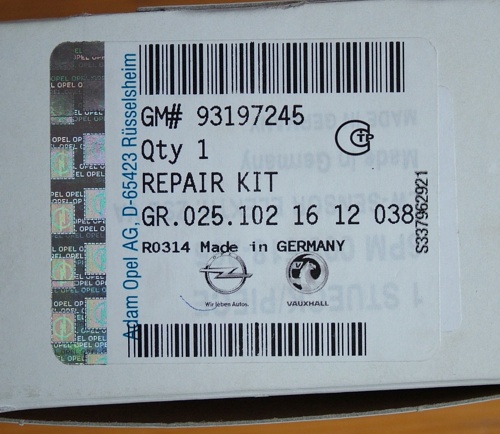 Adam Opel AG, D-65423 Rüsselsheim
GM# 93197245
Qty 1
REPAIR KIT
GR.025.102 16 12 038
R0314 Made in GERMANY
Wir leben Autos.
VAUXHALL
S337962921